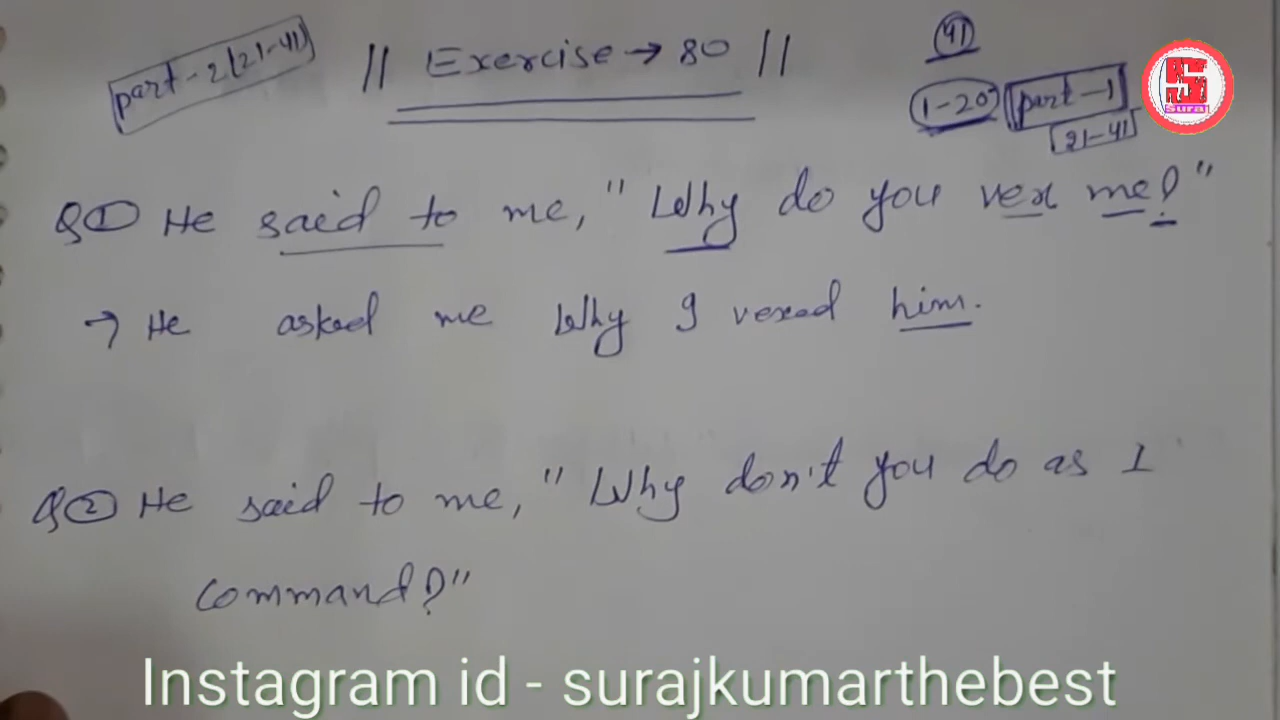 part-2(21-41)
|| Exercise → 80 ||
41
1-20 part-1
21-41
S
Suraj
Q① He said to me, "Why do you vex me?"
→ He asked me Why I vexed him.
Q② He said to me, "Why don't you do as I
command?"
Instagram id - surajkumarthebest